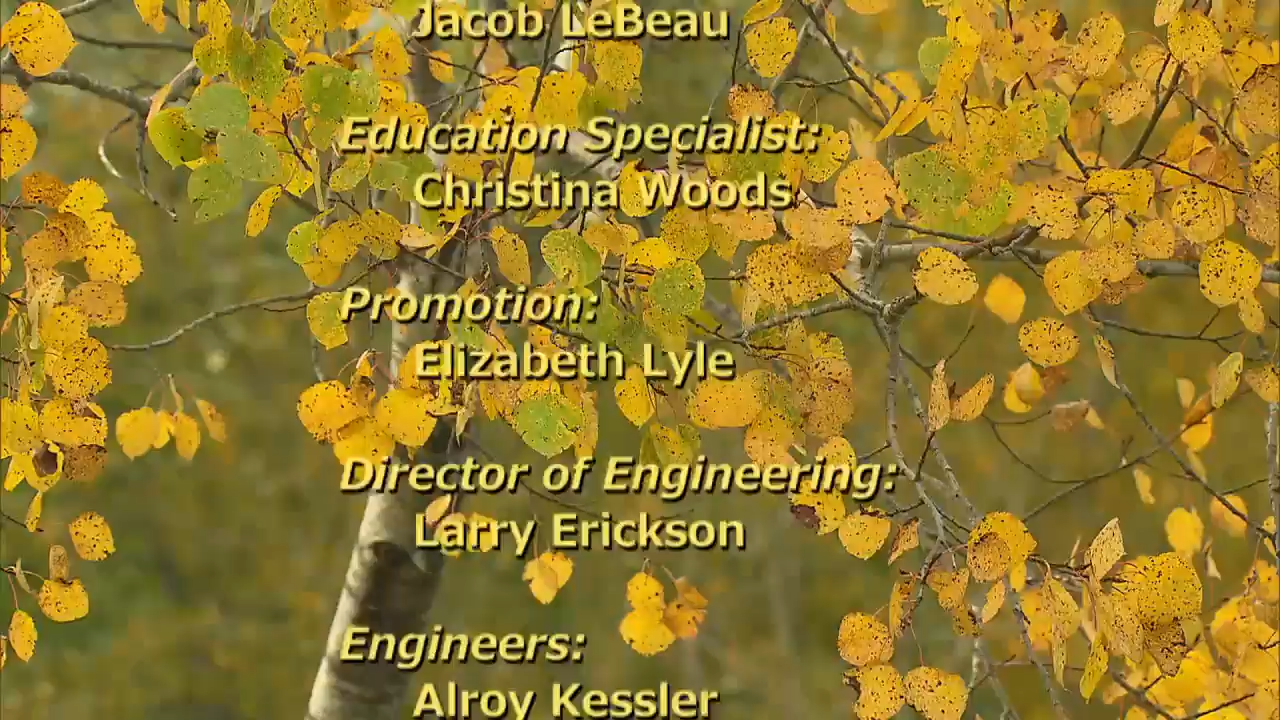 Jacob LeBeau
Education Specialist:
Christina Woods
Promotion:
Elizabeth Lyle
Director of Engineering:
Larry Erickson
Engineers:
Alroy Kessler